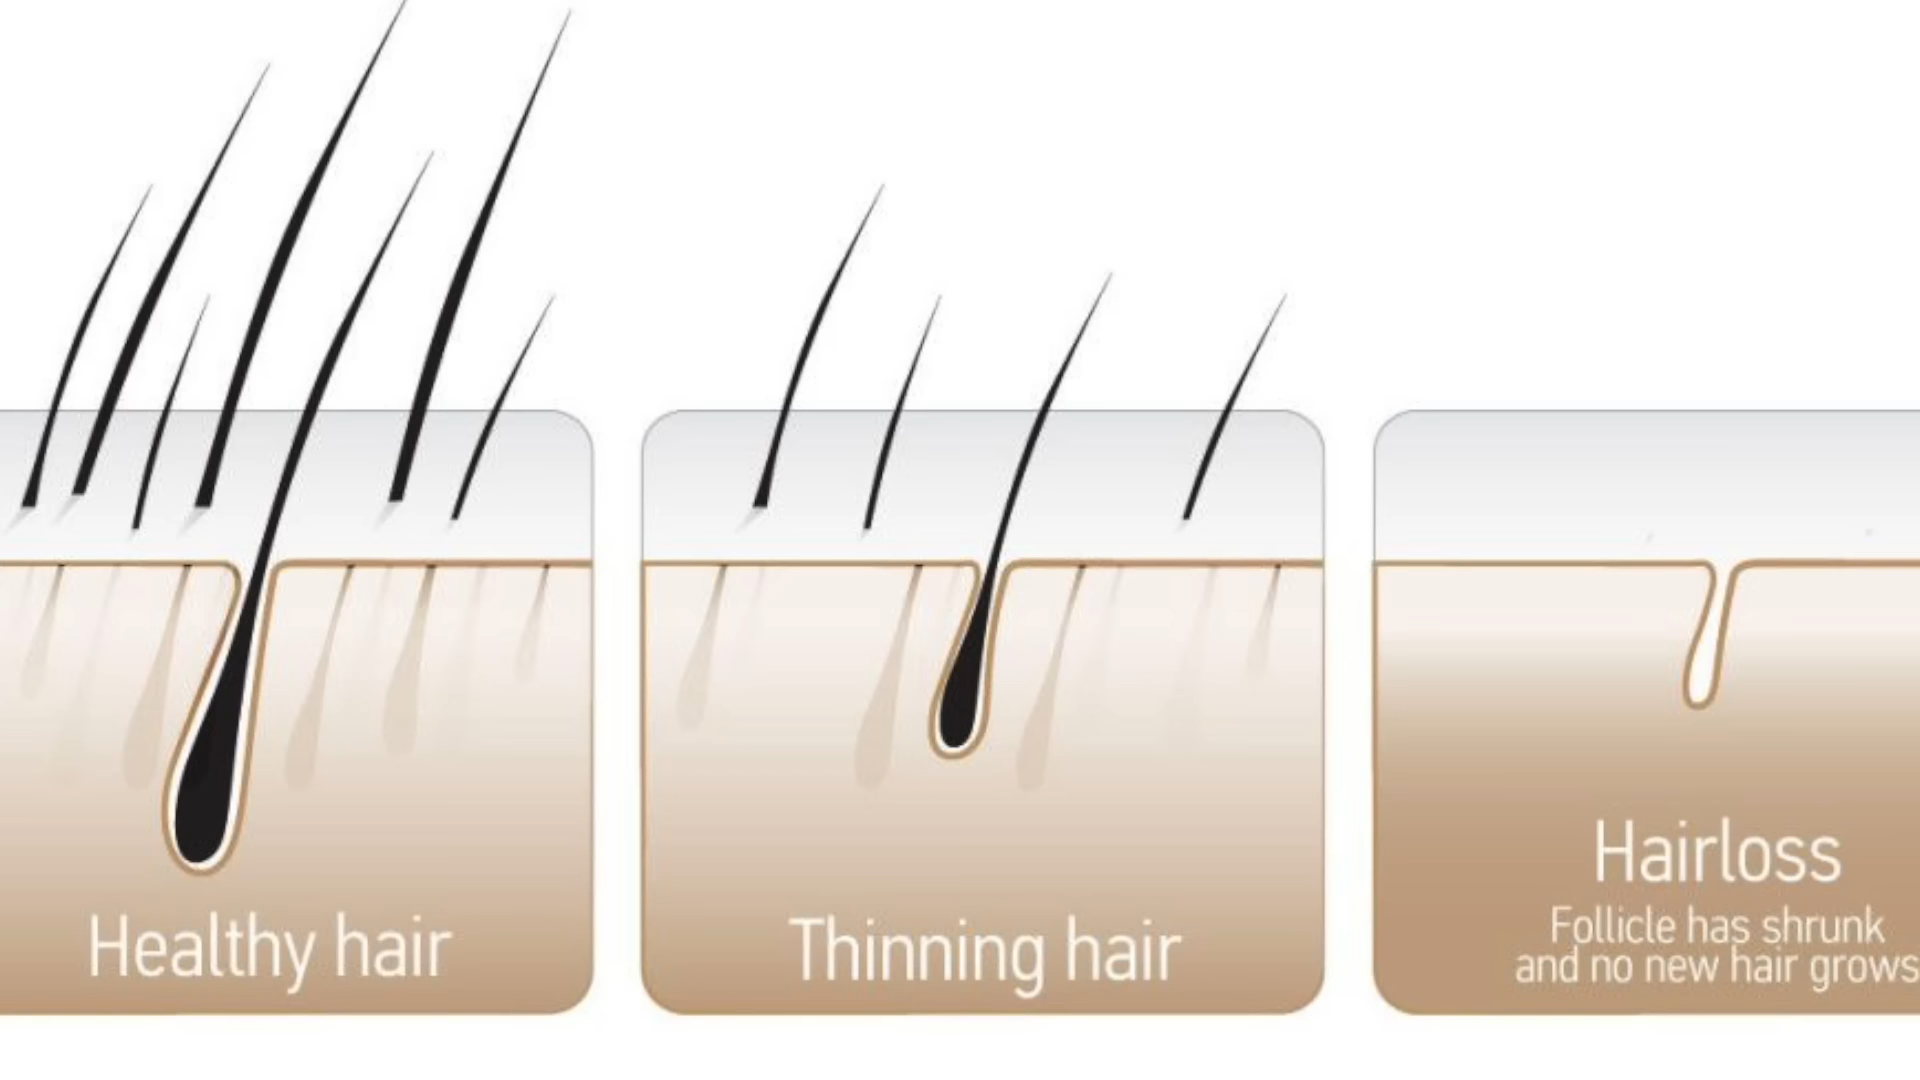 Healthy hair
Thinning hair
Hairloss
Follicle has shrunk
and no new hair grows